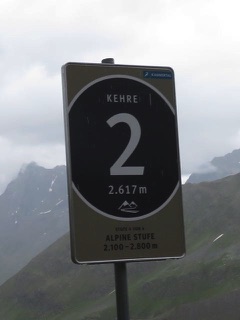 KEHRE
2
2.617 m
ALPINE STUFE
2.100 – 2.800 m